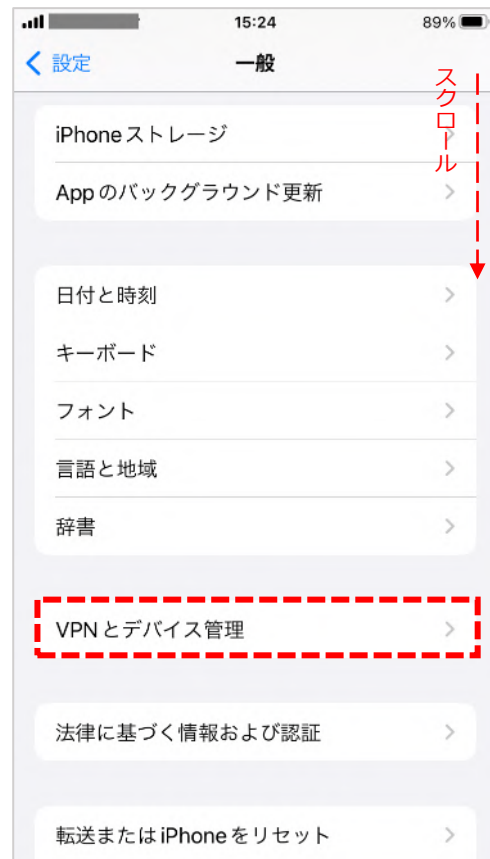 15:24
89%
設定
一般
スクロール
iPhoneストレージ
Appのバックグラウンド更新
日付と時刻
キーボード
フォント
言語と地域
辞書
VPNとデバイス管理
法律に基づく情報および認証
転送またはiPhoneをリセット